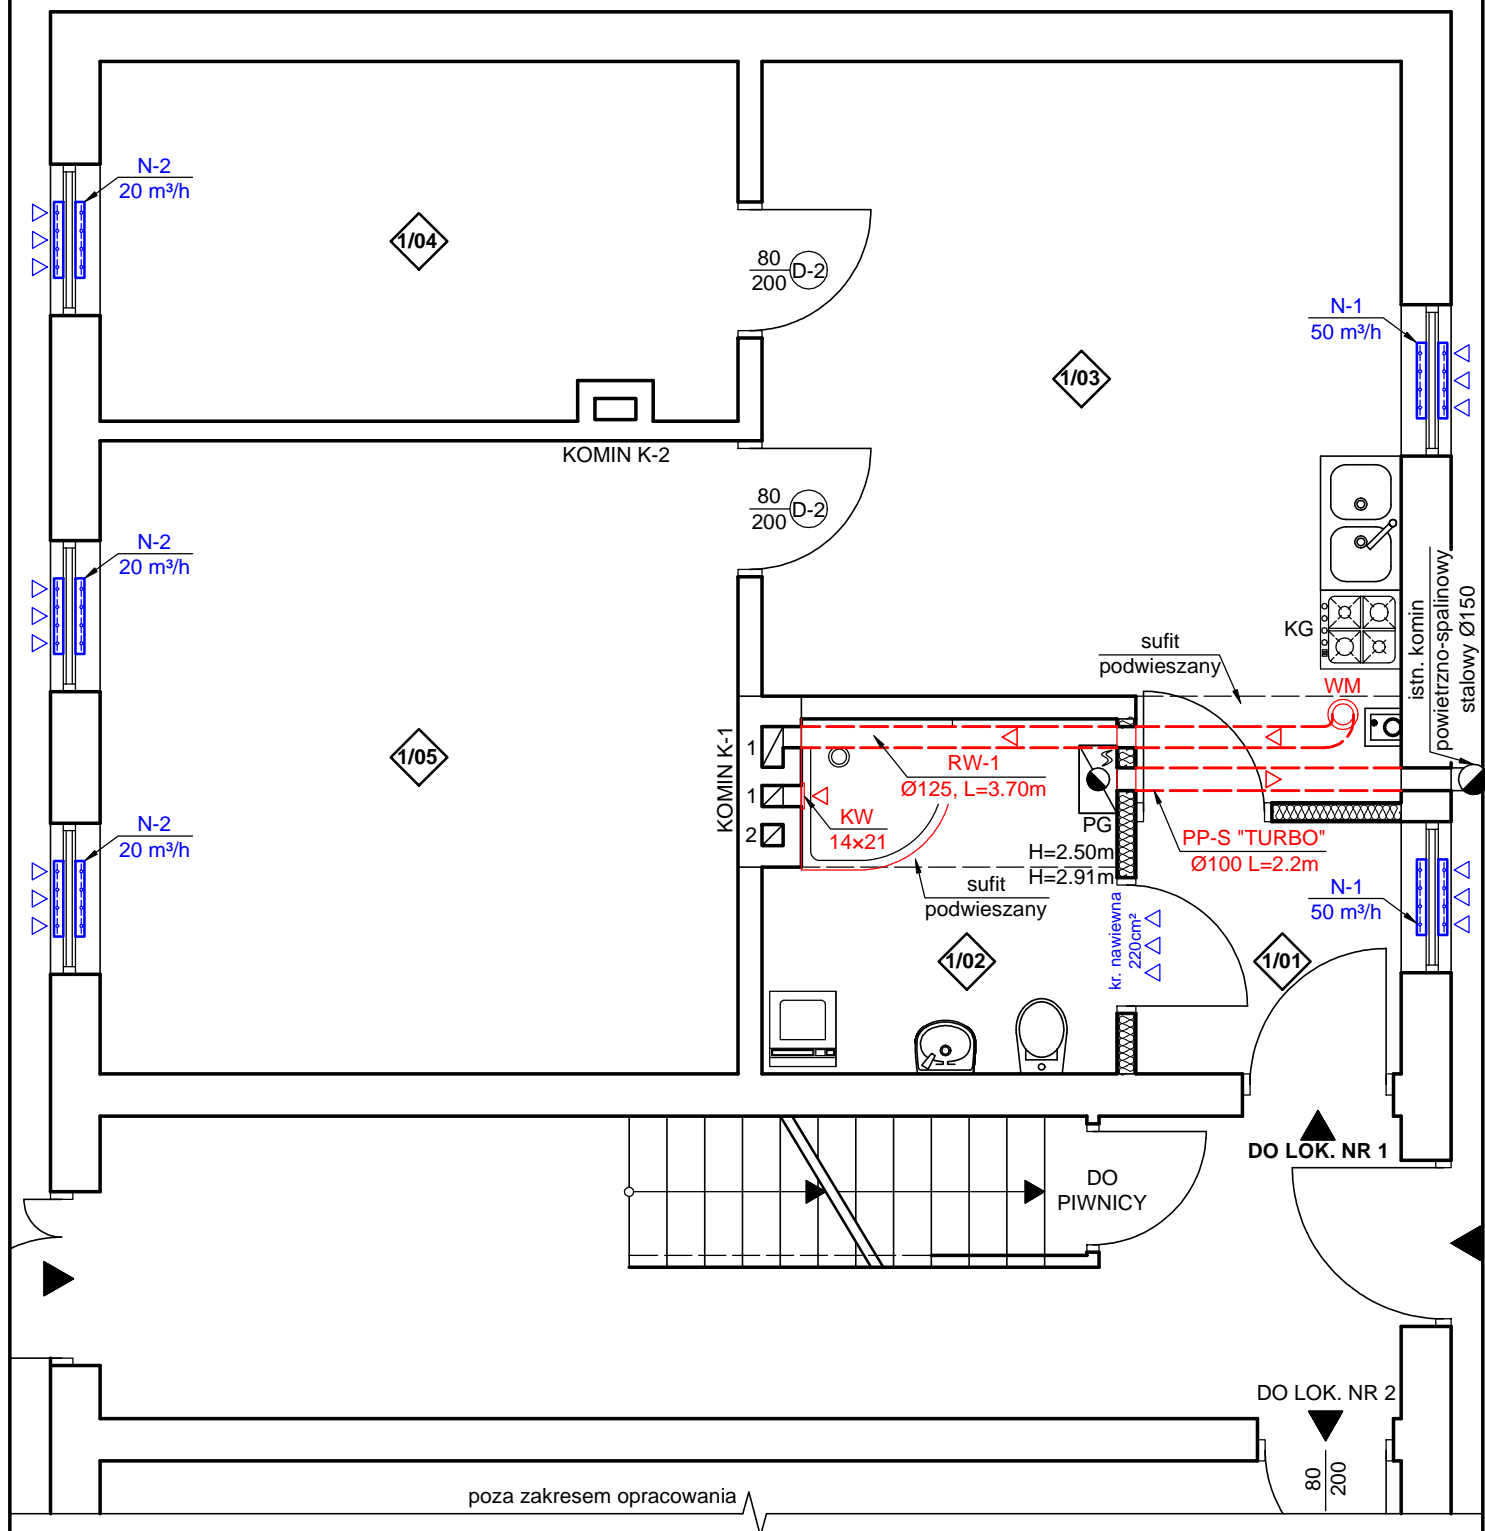 N-2
20 m³/h
1/04
80
200
D-2
N-1
50 m³/h
1/03
KOMIN K-2
80
200
D-2
N-2
20 m³/h
KG
sufit
podwieszany
istn. komin
powietrzno-spalinowy
stalowy Ø150
WM
1/05
KOMIN K-1
1
1
2
RW-1
Ø125, L=3.70m
KW
14×21
PG
H=2.50m
H=2.91m
PP-S "TURBO"
Ø100 L=2.2m
N-2
20 m³/h
sufit
podwieszany
N-1
50 m³/h
kr. nawiewna
220cm²
1/02
1/01
DO LOK. NR 1
DO
PIWNICY
DO LOK. NR 2
80
200
poza zakresem opracowania